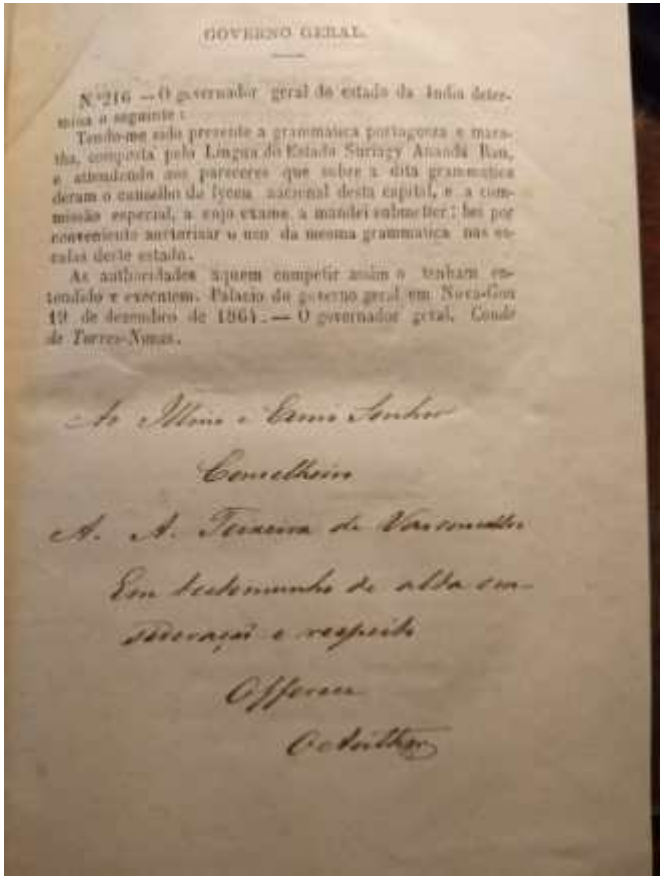 GOVERNO GERAL.
N.º 216 — O governador geral do estado da India deter-
mina o seguinte:
Tendo-me sido presente a grammatica portugueza e mara-
tha, composta pelo Lingua do Estado Suriagy Ananda Rau,
e attendendo aos pareceres que sobre a dita grammatica
deram o conselho do lyceu nacional desta capital, e a com-
missão especial, a cujo exame a mandei submetter; hei por
conveniente auctorisar o uso da mesma grammatica nas es-
colas deste estado.
As authoridades aquem competir assim o tenham en-
tendido e executem. Palacio do governo geral em Nova-Goa
19 de dezembro de 1864. — O governador geral, Conde
de Torres-Novas.
Ao Illmo e Exmo Senhor
Concelheiro
A. A. Teixeira de Vasconcellos
Em testemunho de alta con-
sideração e respeito
Offerece
O Author